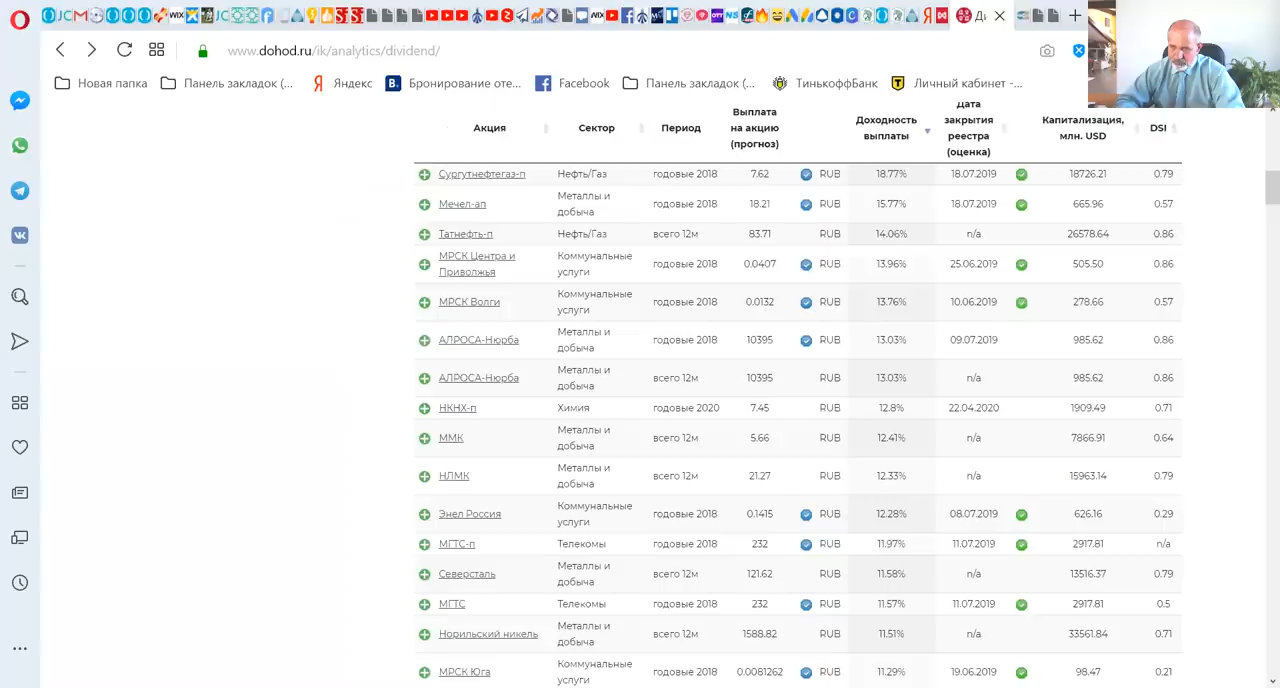 www.dohod.ru/ik/analytics/dividend/
Новая папка Панель закладок (... Яндекс Бронирование оте... Facebook Панель закладок (... ТинькоффБанк Личный кабинет -...
Акция Сектор Период Выплата на акцию (прогноз) Доходность выплаты Дата закрытия реестра (оценка) Капитализация, млн. USD DSI
Сургутнефтегаз-п Нефть/Газ годовые 2018 7.62 RUB 18.77% 18.07.2019 18726.21 0.79
Мечел-ап Металлы и добыча годовые 2018 18.21 RUB 15.77% 18.07.2019 665.96 0.57
Татнефть-п Нефть/Газ всего 12м 83.71 RUB 14.06% n/a 26578.64 0.86
МРСК Центра и Приволжья Коммунальные услуги годовые 2018 0.0407 RUB 13.96% 25.06.2019 505.50 0.86
МРСК Волги Коммунальные услуги годовые 2018 0.0132 RUB 13.76% 10.06.2019 278.66 0.57
АЛРОСА-Нюрба Металлы и добыча годовые 2018 10395 RUB 13.03% 09.07.2019 985.62 0.86
АЛРОСА-Нюрба Металлы и добыча всего 12м 10395 RUB 13.03% n/a 985.62 0.86
НКНХ-п Химия годовые 2020 7.45 RUB 12.8% 22.04.2020 1909.49 0.71
ММК Металлы и добыча всего 12м 5.66 RUB 12.41% n/a 7866.91 0.64
НЛМК Металлы и добыча всего 12м 21.27 RUB 12.33% n/a 15963.14 0.79
Энел Россия Коммунальные услуги годовые 2018 0.1415 RUB 12.28% 08.07.2019 626.16 0.29
МГТС-п Телекомы годовые 2018 232 RUB 11.97% 11.07.2019 2917.81 n/a
Северсталь Металлы и добыча всего 12м 121.62 RUB 11.58% n/a 13516.37 0.79
МГТС Телекомы годовые 2018 232 RUB 11.57% 11.07.2019 2917.81 0.5
Норильский никель Металлы и добыча всего 12м 1588.82 RUB 11.51% n/a 33561.84 0.71
МРСК Юга Коммунальные услуги годовые 2018 0.0081262 RUB 11.29% 19.06.2019 98.47 0.21